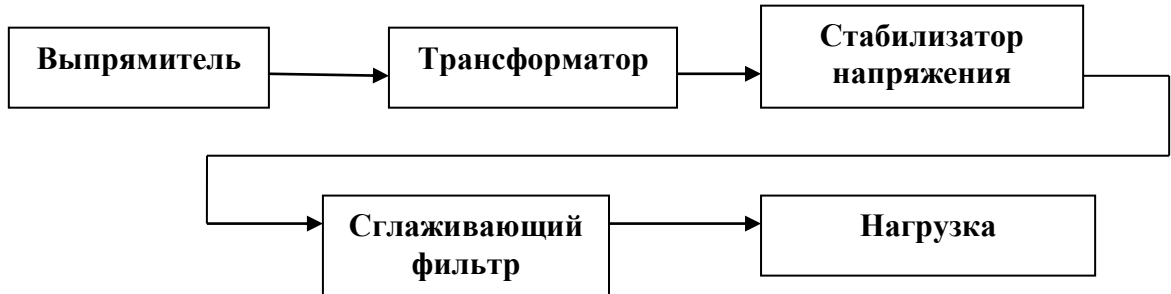 Выпрямитель
Трансформатор
Стабилизатор
напряжения
Сглаживающий
фильтр
Нагрузка